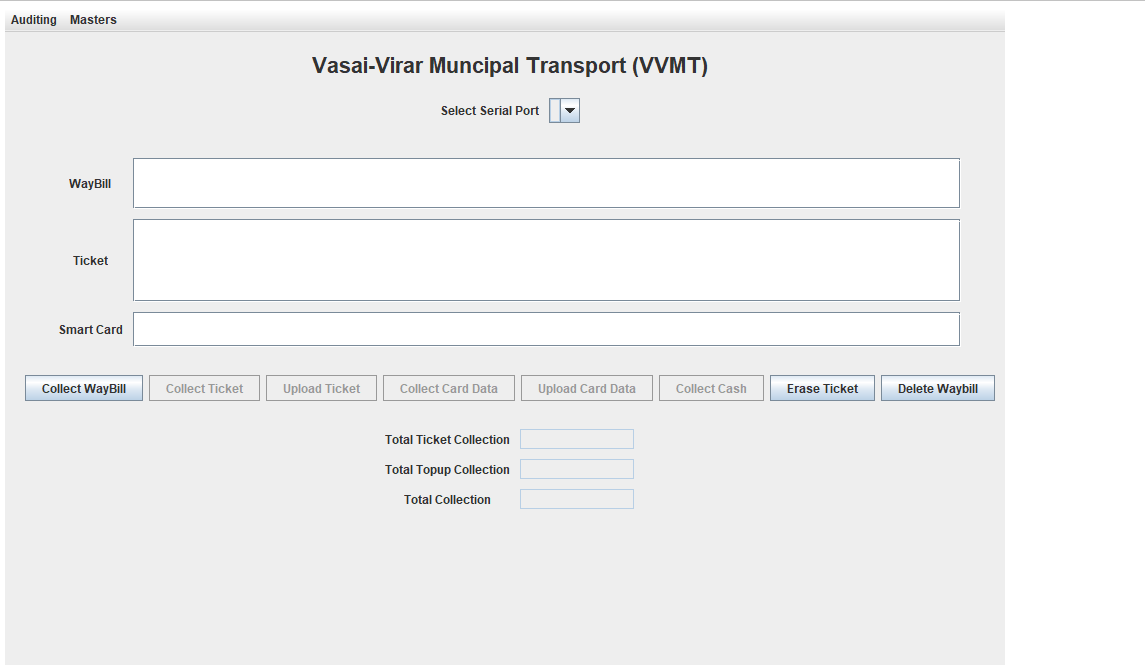 Auditing Masters
Vasai-Virar Muncipal Transport (VVMT)
Select Serial Port
WayBill
Ticket
Smart Card
Collect WayBill Collect Ticket Upload Ticket Collect Card Data Upload Card Data Collect Cash Erase Ticket Delete Waybill
Total Ticket Collection
Total Topup Collection
Total Collection